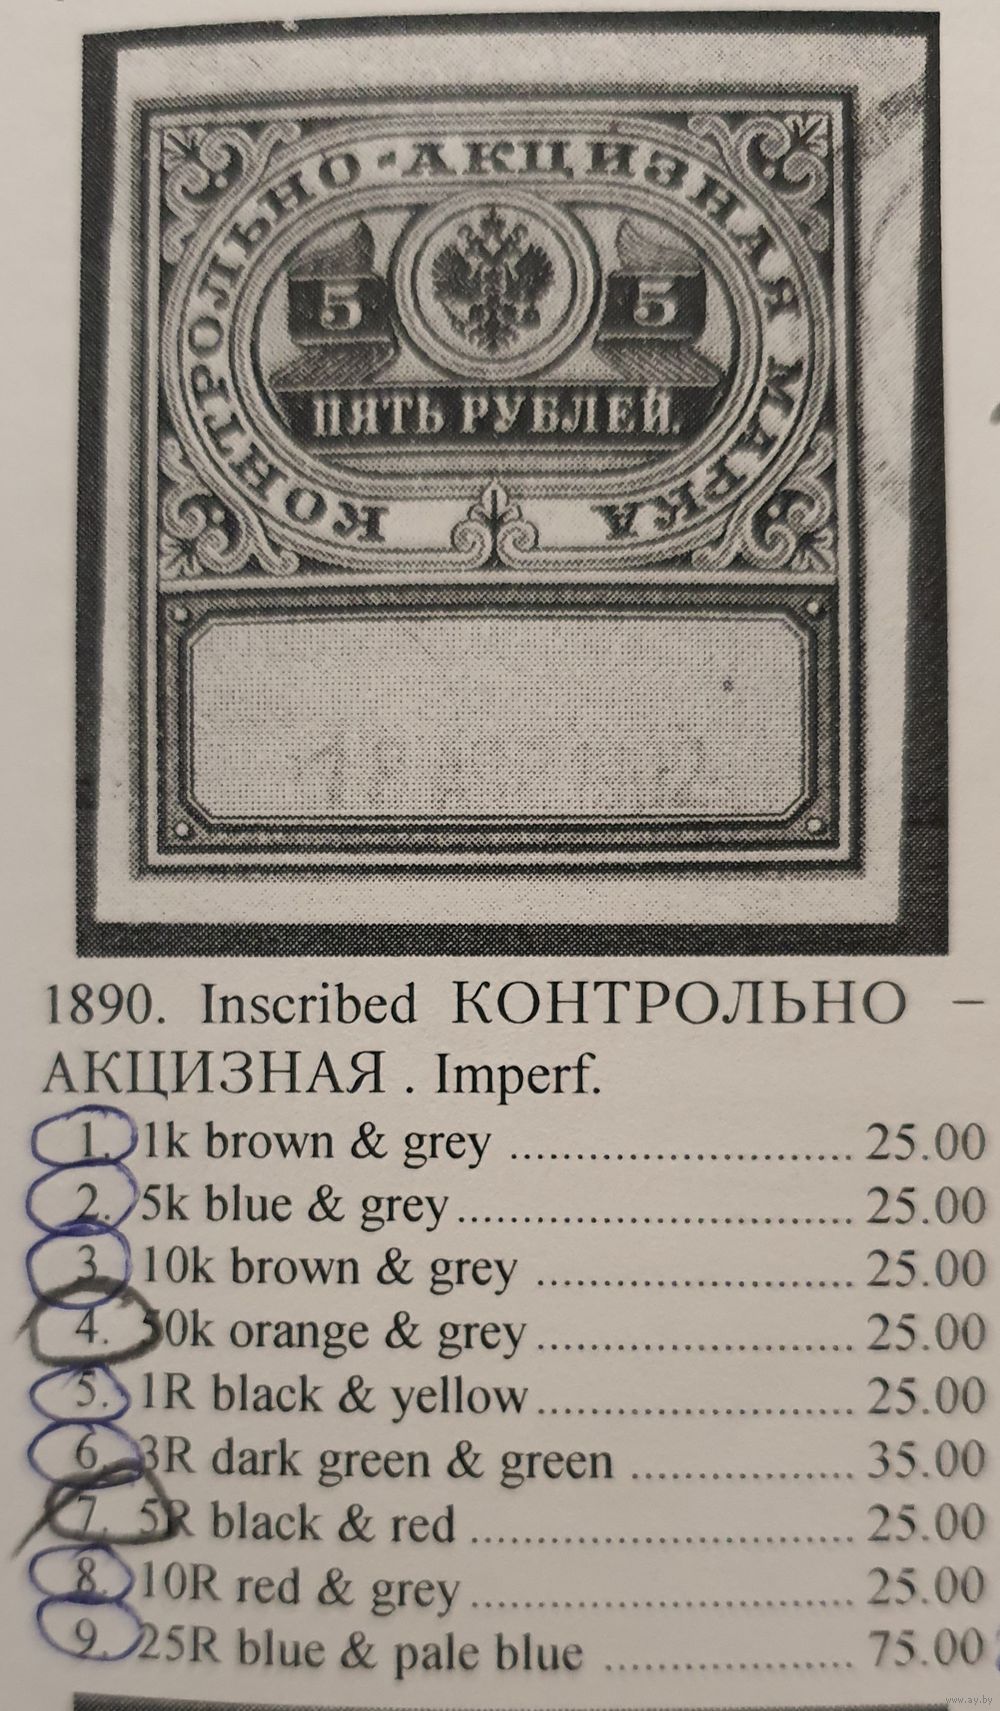 КОНТРОЛЬНО-АКЦИЗНАЯ МАРКА
5 5
ПЯТЬ РУБЛЕЙ.
1890. Inscribed КОНТРОЛЬНО –
АКЦИЗНАЯ . Imperf.
1. 1k brown & grey .......................... 25.00
2. 5k blue & grey .............................. 25.00
3. 10k brown & grey ........................ 25.00
4. 50k orange & grey ........................ 25.00
5. 1R black & yellow ........................ 25.00
6. 3R dark green & green ................. 35.00
7. 5R black & red ............................. 25.00
8. 10R red & grey ............................. 25.00
9. 25R blue & pale blue ................... 75.00
www.ay.by